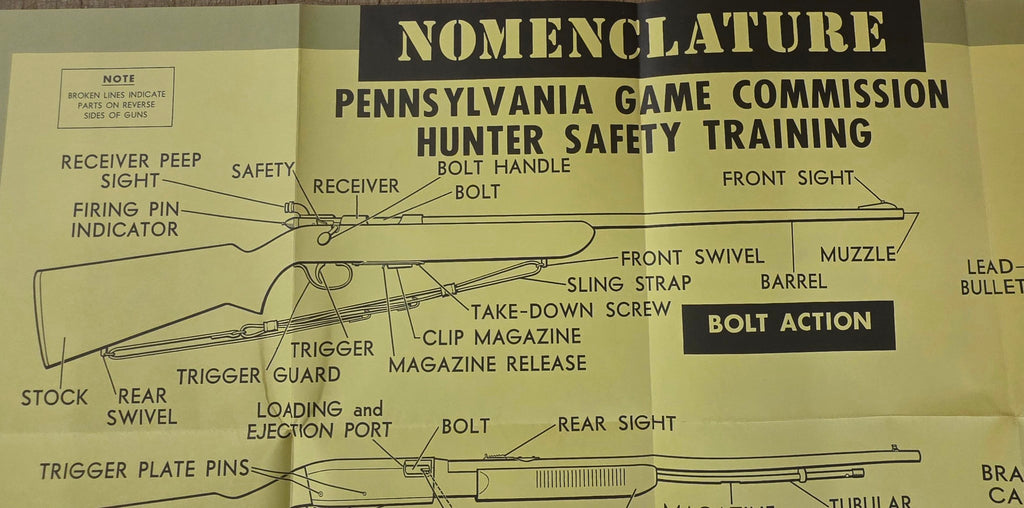 NOMENCLATURE
PENNSYLVANIA GAME COMMISSION
HUNTER SAFETY TRAINING
NOTE
BROKEN LINES INDICATE
PARTS ON REVERSE
SIDES OF GUNS
RECEIVER PEEP
SIGHT
FIRING PIN
INDICATOR
SAFETY
RECEIVER
BOLT HANDLE
BOLT
FRONT SIGHT
MUZZLE
BARREL
FRONT SWIVEL
SLING STRAP
TAKE-DOWN SCREW
CLIP MAGAZINE
MAGAZINE RELEASE
TRIGGER
TRIGGER GUARD
STOCK
REAR
SWIVEL
BOLT ACTION
LEAD
BULLET
LOADING and
EJECTION PORT
BOLT
REAR SIGHT
TRIGGER PLATE PINS
TUBULAR
BRA
CA